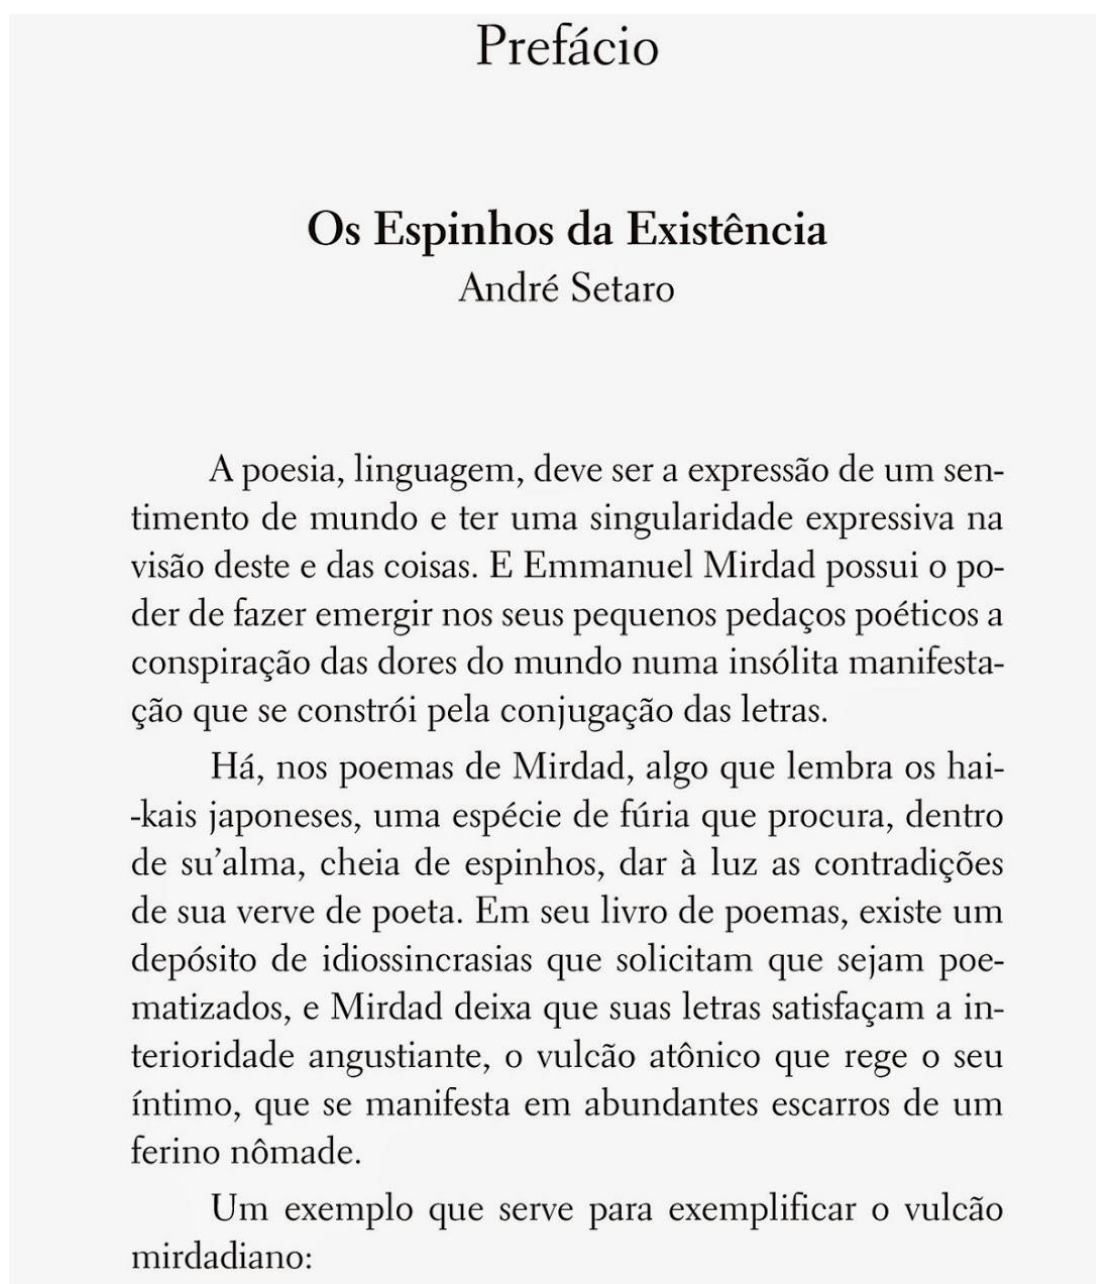 Prefácio
Os Espinhos da Existência
André Setaro
A poesia, linguagem, deve ser a expressão de um sen-
timento de mundo e ter uma singularidade expressiva na
visão deste e das coisas. E Emmanuel Mirdad possui o po-
der de fazer emergir nos seus pequenos pedaços poéticos a
conspiração das dores do mundo numa insólita manifesta-
ção que se constrói pela conjugação das letras.
Há, nos poemas de Mirdad, algo que lembra os hai-
-kais japoneses, uma espécie de fúria que procura, dentro
de su’alma, cheia de espinhos, dar à luz as contradições
de sua verve de poeta. Em seu livro de poemas, existe um
depósito de idiossincrasias que solicitam que sejam poe-
matizados, e Mirdad deixa que suas letras satisfaçam a in-
terioridade angustiante, o vulcão atônico que rege o seu
íntimo, que se manifesta em abundantes escarros de um
ferino nômade.
Um exemplo que serve para exemplificar o vulcão
mirdadiano: